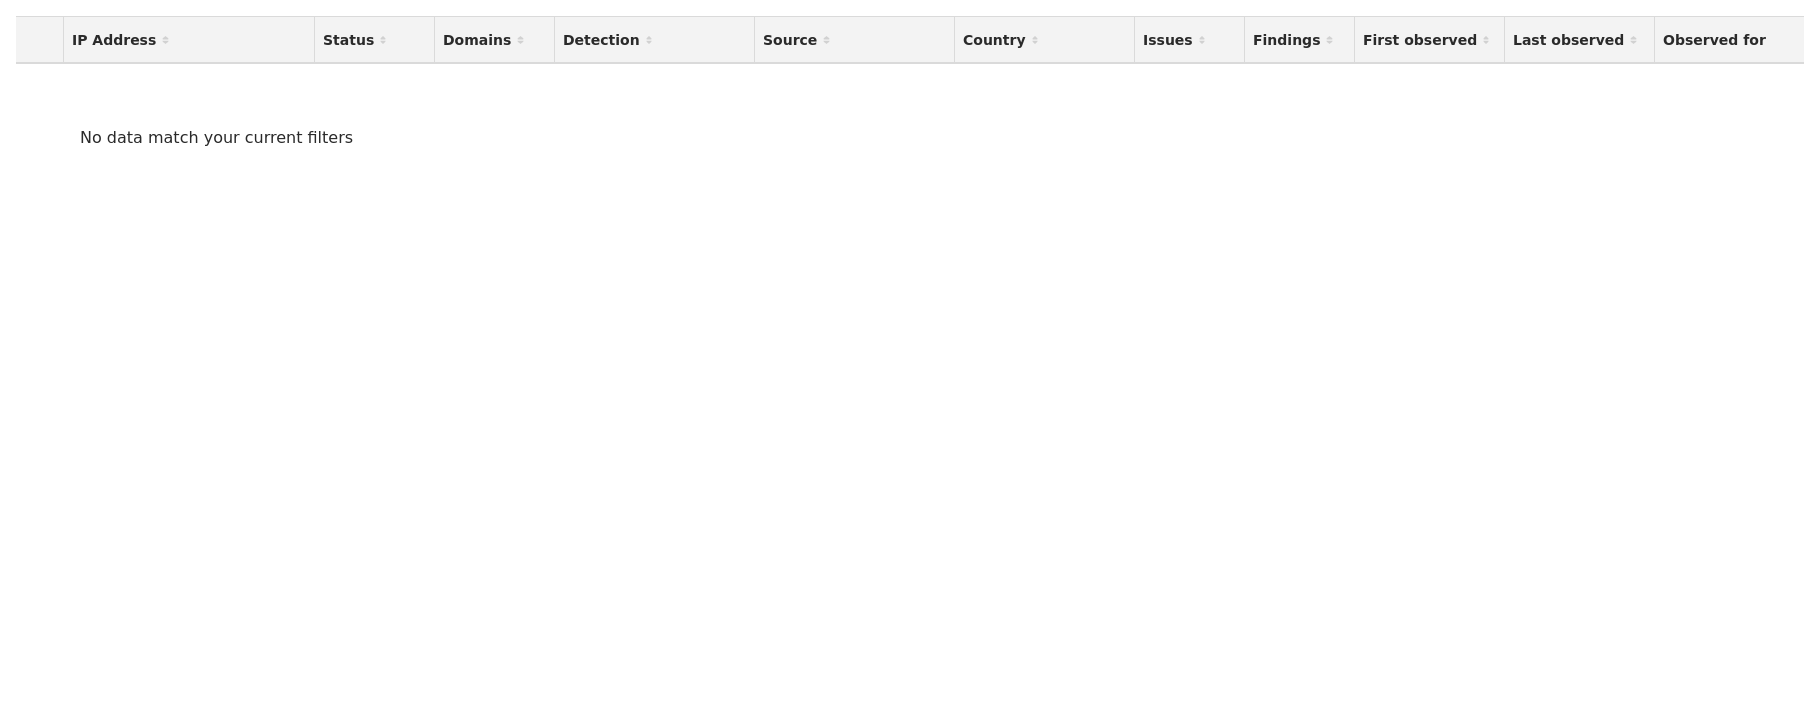 IP Address Status Domains Detection Source Country Issues Findings First observed Last observed Observed for
No data match your current filters